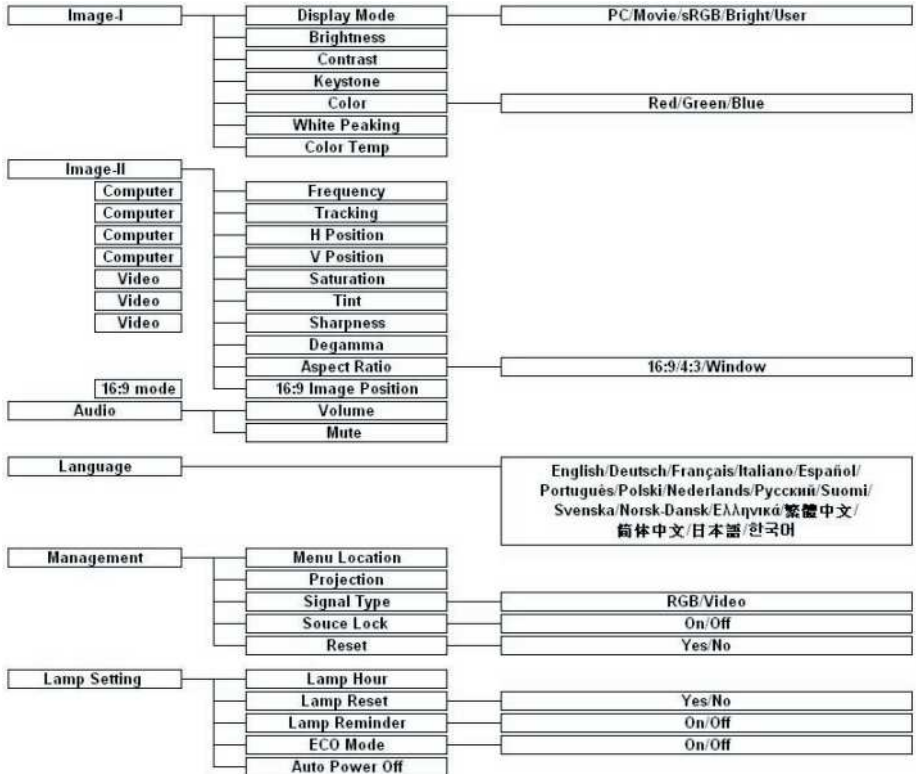 Image-I Display Mode PC/Movie/sRGB/Bright/User
Brightness
Contrast
Keystone
Color Red/Green/Blue
White Peaking
Color Temp
Image-II
Computer Frequency
Computer Tracking
Computer H Position
Computer V Position
Video Saturation
Video Tint
Video Sharpness
Degamma
Aspect Ratio 16:9/4:3/Window
16:9 mode 16:9 Image Position
Audio Volume
Mute
Language English/Deutsch/Français/Italiano/Español/
Português/Polski/Nederlands/Русский/Suomi/
Svenska/Norsk-Dansk/Ελληνικά/繁體中文/
简体中文/日本語/한국어
Management Menu Location
Projection
Signal Type RGB/Video
Souce Lock On/Off
Reset Yes/No
Lamp Setting Lamp Hour
Lamp Reset Yes/No
Lamp Reminder On/Off
ECO Mode On/Off
Auto Power Off